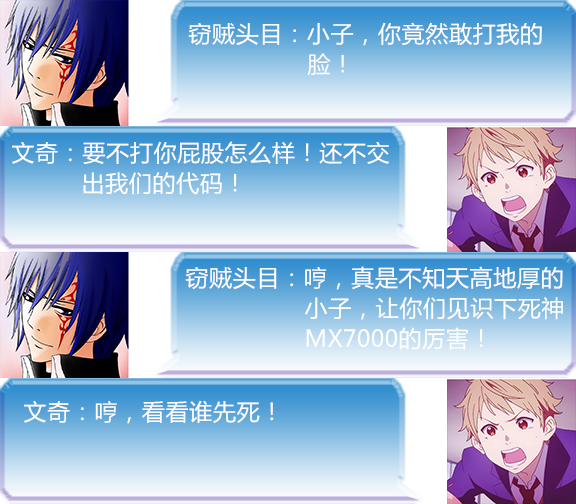 窃贼头目：小子，你竟然敢打我的
脸！
文奇：要不打你屁股怎么样！还不交
出我们的代码！
窃贼头目：哼，真是不知天高地厚的
小子，让你们见识下死神
MX7000的厉害！
文奇：哼，看看谁先死！